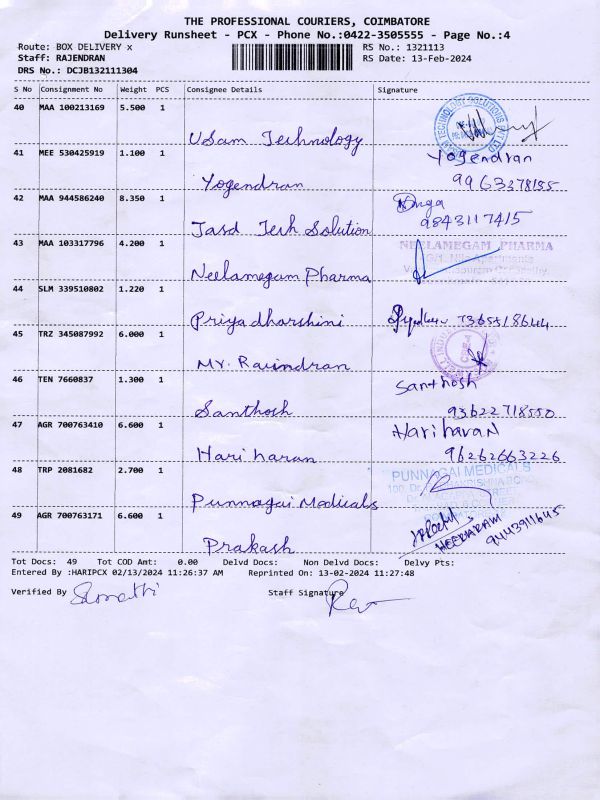 THE PROFESSIONAL COURIERS, COIMBATORE
Delivery Runsheet - PCX - Phone No.:0422-3505555 - Page No.:4
Route: BOX DELIVERY x RS No.: 1321113
Staff: RAJENDRAN RS Date: 13-Feb-2024
DRS No.: DCJB132111304
S No Consignment No Weight PCS Consignee Details Signature
40 MAA 100213169 5.500 1
USam Technology
41 MEE 530425919 1.100 1 Yogendran
Yogendran 9963378155
42 MAA 944586240 8.350 1
Jasd Tech Solution 9843117415
43 MAA 103317796 4.200 1 NEELAMEGAM PHARMA
Neelamegam Pharma
44 SLM 339510802 1.220 1
Priyadharshini
45 TRZ 345087992 6.000 1
Mr. Ravindran
46 TEN 7660837 1.300 1 Santhosh
Santhosh 93622718550
47 AGR 700763410 6.600 1 Hariharan
Hariharan 96262663226
48 TRP 2081682 2.700 1 PUNNAGAI MEDICALS
Punnagai Medicals
49 AGR 700763171 6.600 1
Prakash HEERARAM 9443911645
Tot Docs: 49 Tot COD Amt: 0.00 Delvd Docs: Non Delvd Docs: Delvy Pts:
Entered By :HARIPCX 02/13/2024 11:26:37 AM Reprinted On: 13-02-2024 11:27:48
Verified By Staff Signature